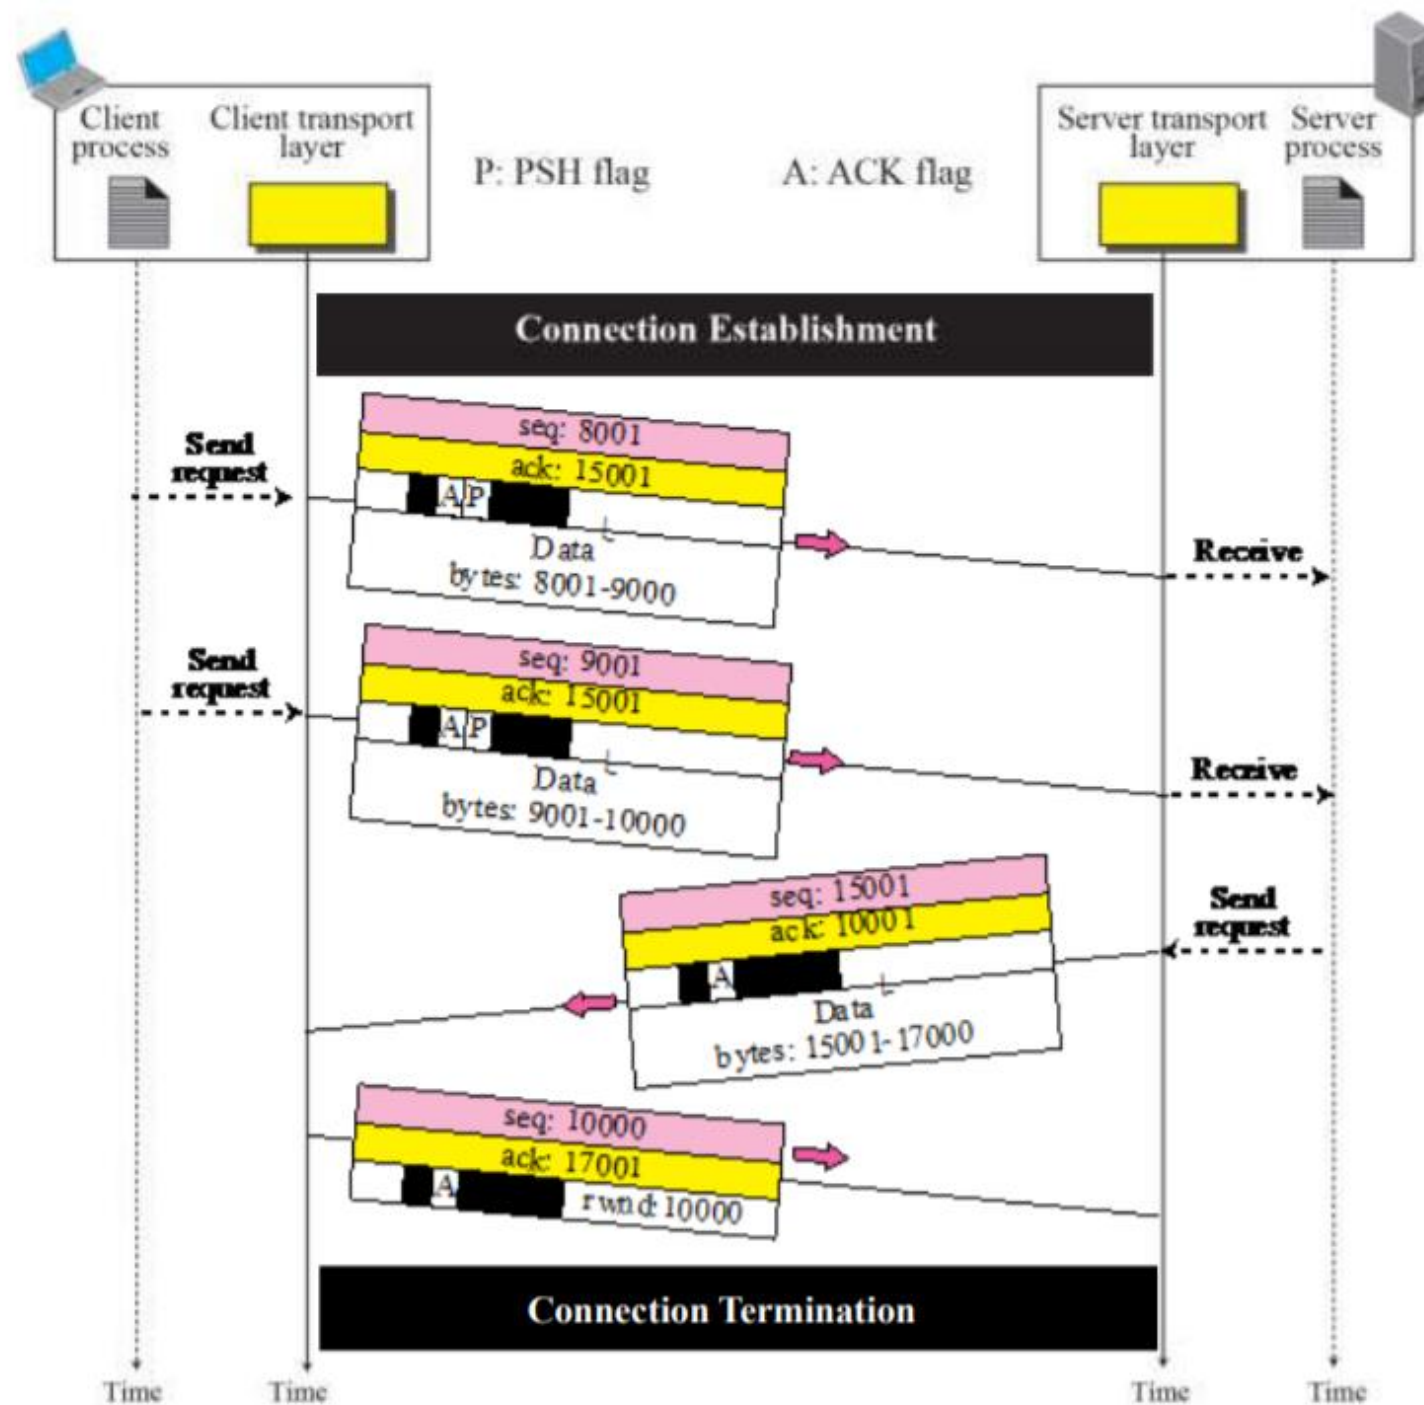 Client process
Client transport layer
P: PSH flag
A: ACK flag
Server transport layer
Server process
Connection Establishment
Send request
seq: 8001
ack: 15001
A P
Data
bytes: 8001-9000
Receive
Send request
seq: 9001
ack: 15001
A P
Data
bytes: 9001-10000
Receive
seq: 15001
ack: 10001
A
Data
bytes: 15001-17000
Send request
seq: 10000
ack: 17001
A
rwnd: 10000
Connection Termination
Time
Time
Time
Time